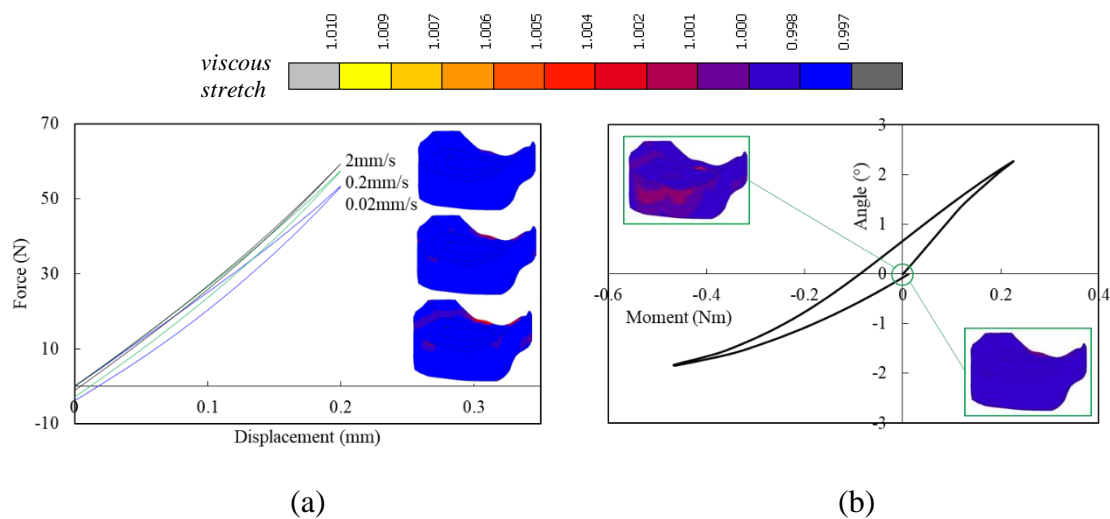 1.010 1.009 1.007 1.006 1.005 1.004 1.002 1.001 1.000 0.998 0.997
viscous
stretch
70
50
30
10
-10
Force (N)
0 0.1 0.2 0.3
Displacement (mm)
2mm/s
0.2mm/s
0.02mm/s
(a)
3
2
1
0
-1
-2
-3
Angle (°)
-0.6 -0.4 -0.2 0 0.2 0.4
Moment (Nm)
(b)